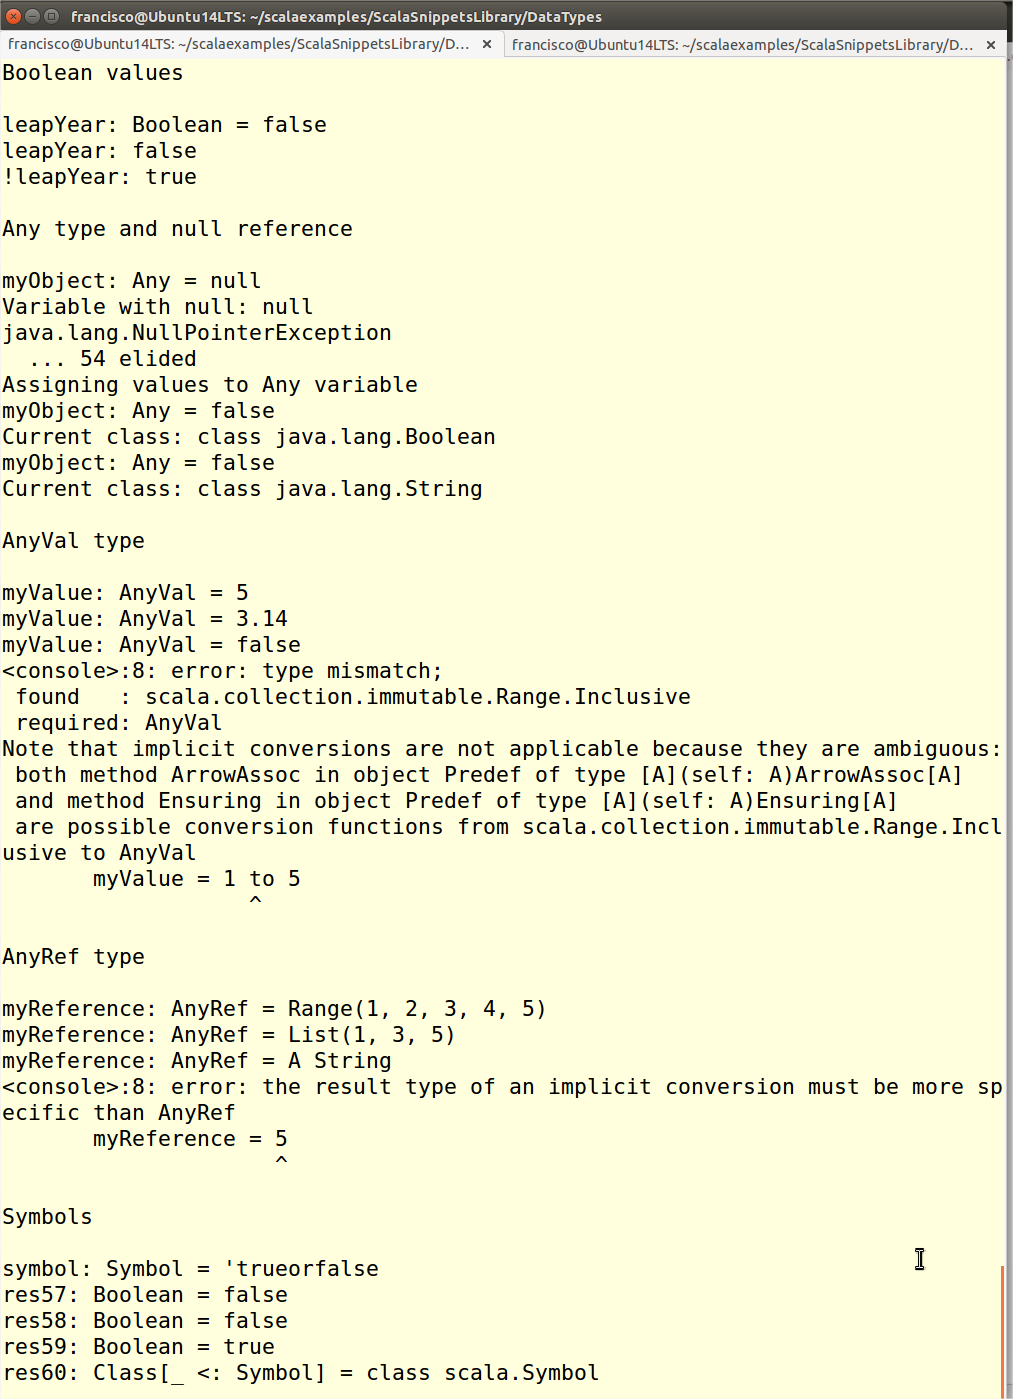 francisco@Ubuntu14LTS: ~/scalaexamples/ScalaSnippetsLibrary/DataTypes
francisco@Ubuntu14LTS: ~/scalaexamples/ScalaSnippetsLibrary/D... × francisco@Ubuntu14LTS: ~/scalaexamples/ScalaSnippetsLibrary/D... ×
Boolean values
leapYear: Boolean = false
leapYear: false
!leapYear: true
Any type and null reference
myObject: Any = null
Variable with null: null
java.lang.NullPointerException
  ... 54 elided
Assigning values to Any variable
myObject: Any = false
Current class: class java.lang.Boolean
myObject: Any = false
Current class: class java.lang.String
AnyVal type
myValue: AnyVal = 5
myValue: AnyVal = 3.14
myValue: AnyVal = false
<console>:8: error: type mismatch;
 found   : scala.collection.immutable.Range.Inclusive
 required: AnyVal
Note that implicit conversions are not applicable because they are ambiguous:
 both method ArrowAssoc in object Predef of type [A](self: A)ArrowAssoc[A]
 and method Ensuring in object Predef of type [A](self: A)Ensuring[A]
 are possible conversion functions from scala.collection.immutable.Range.Incl
usive to AnyVal
       myValue = 1 to 5
                   ^
AnyRef type
myReference: AnyRef = Range(1, 2, 3, 4, 5)
myReference: AnyRef = List(1, 3, 5)
myReference: AnyRef = A String
<console>:8: error: the result type of an implicit conversion must be more sp
ecific than AnyRef
       myReference = 5
                     ^
Symbols
symbol: Symbol = 'trueorfalse
res57: Boolean = false
res58: Boolean = false
res59: Boolean = true
res60: Class[_ <: Symbol] = class scala.Symbol